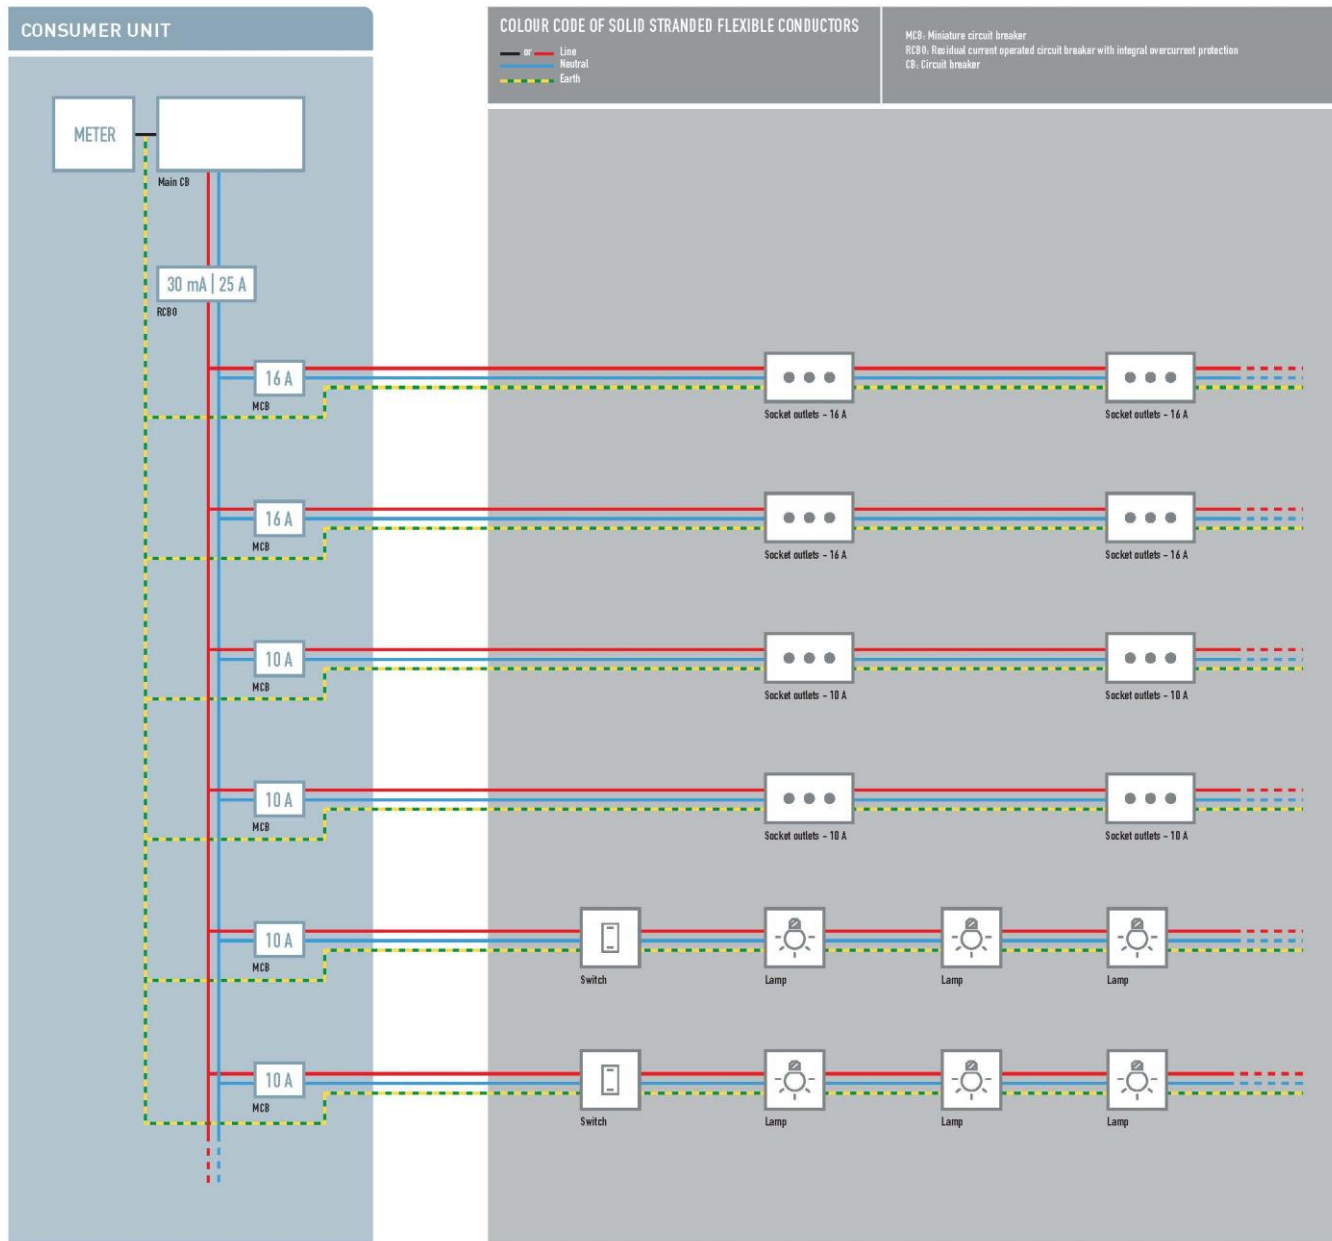 CONSUMER UNIT
COLOUR CODE OF SOLID STRANDED FLEXIBLE CONDUCTORS
or Line
Neutral
Earth
MCB: Miniature circuit breaker
RCBO: Residual current operated circuit breaker with integral overcurrent protection
CB: Circuit breaker
METER
Main CB
30 mA | 25 A
RCBO
16 A
MCB
Socket outlets - 16 A
Socket outlets - 16 A
16 A
MCB
Socket outlets - 16 A
Socket outlets - 16 A
10 A
MCB
Socket outlets - 10 A
Socket outlets - 10 A
10 A
MCB
Socket outlets - 10 A
Socket outlets - 10 A
10 A
MCB
Switch
Lamp
Lamp
Lamp
10 A
MCB
Switch
Lamp
Lamp
Lamp